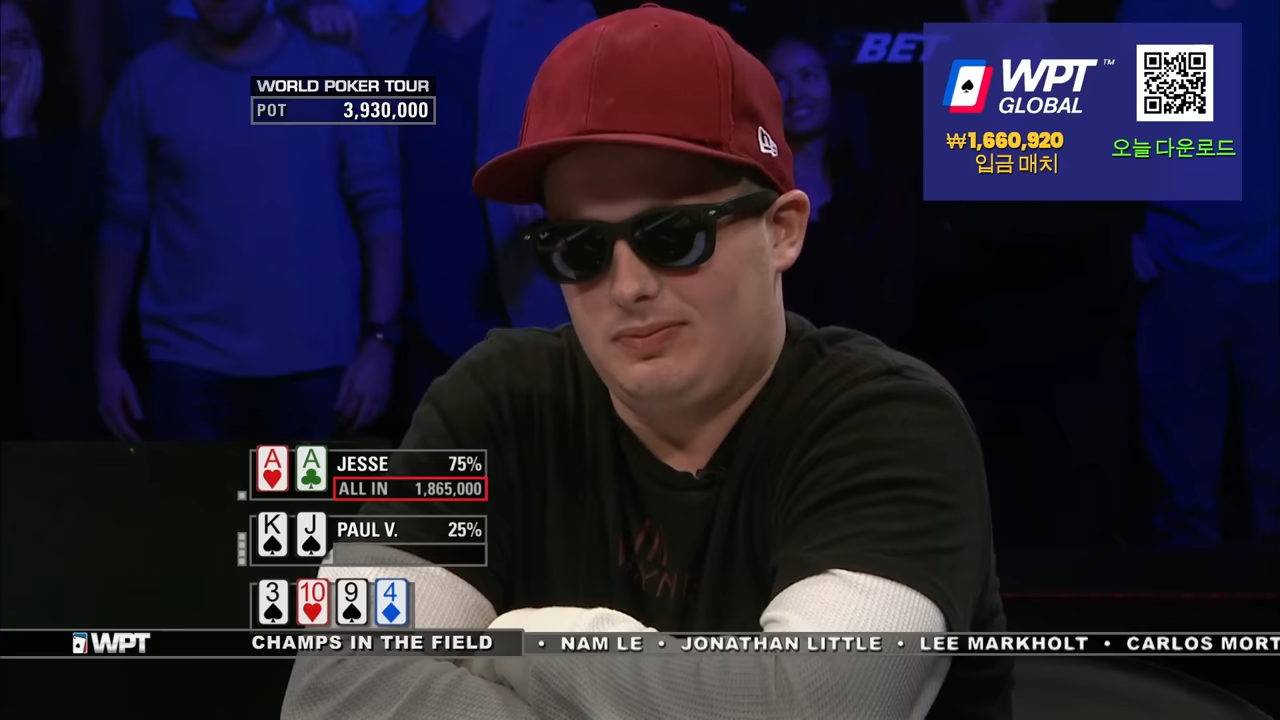 BET
WORLD POKER TOUR
POT 3,930,000
WPT ™
GLOBAL
₩1,660,920
입금 매치
오늘 다운로드
A A JESSE 75%
ALL IN 1,865,000
K J PAUL V. 25%
3 10 9 4
WPT CHAMPS IN THE FIELD • NAM LE • JONATHAN LITTLE • LEE MARKHOLT • CARLOS MORT